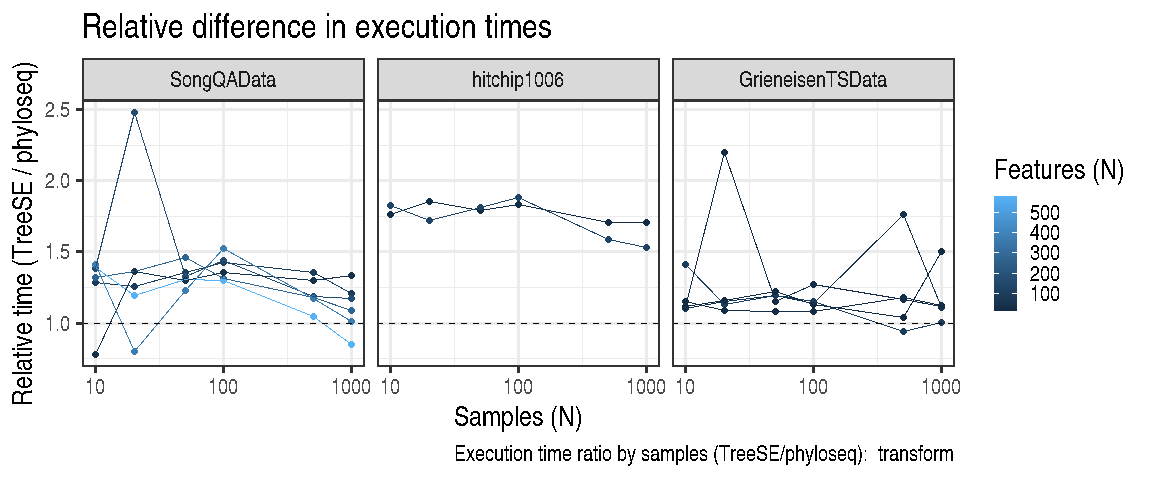 Relative difference in execution times
SongQAData
hitchip1006
GrieneisenTSData
Relative time (TreeSE / phyloseq)
2.5
2.0
1.5
1.0
10
100
1000
10
100
1000
10
100
1000
Samples (N)
Execution time ratio by samples (TreeSE/phyloseq): transform
Features (N)
500
400
300
200
100